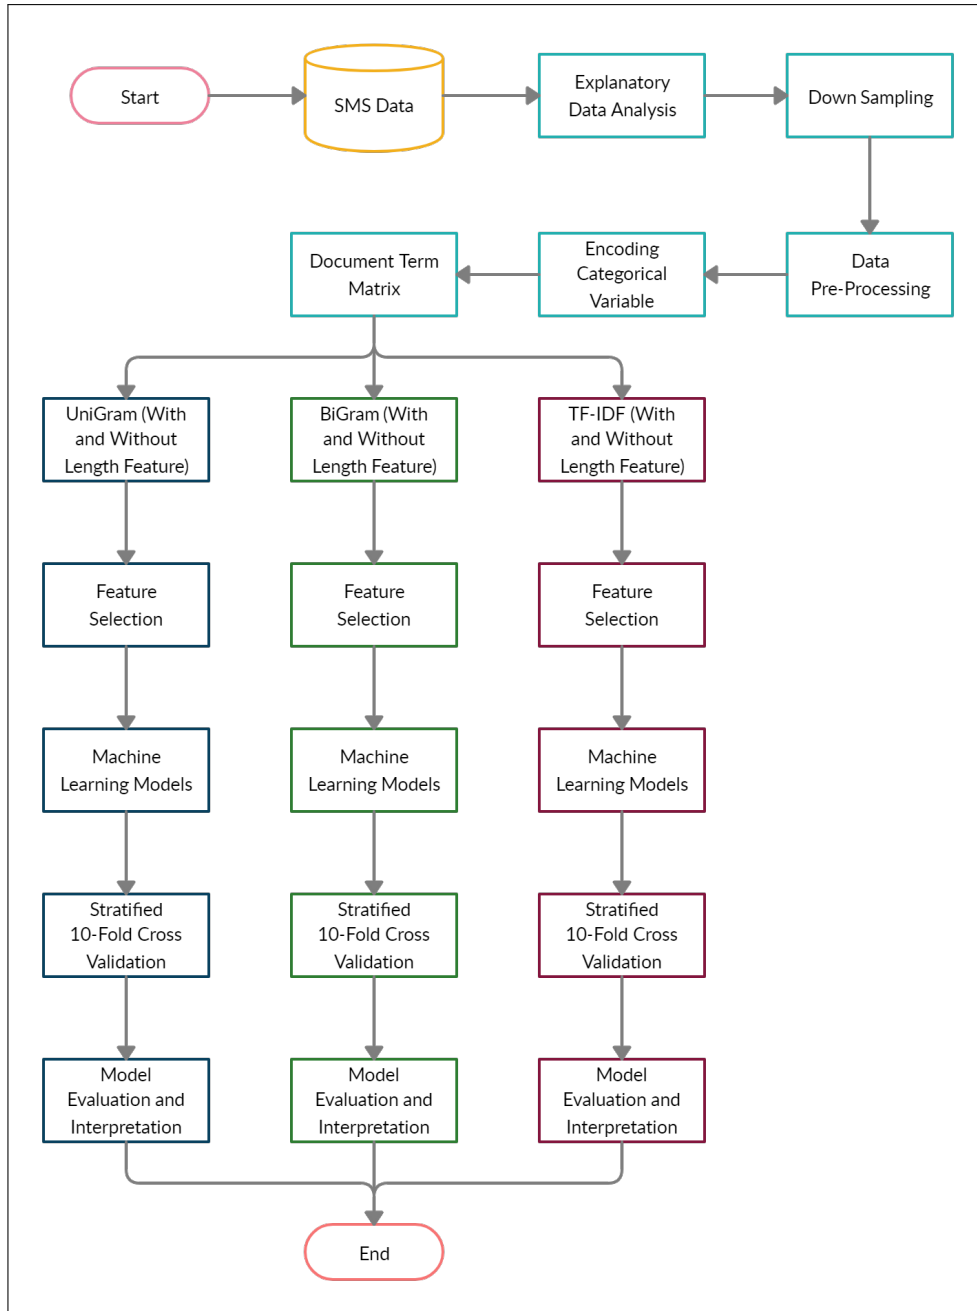 Start
SMS Data
Explanatory
Data Analysis
Down Sampling
Document Term
Matrix
Encoding
Categorical
Variable
Data
Pre-Processing
UniGram (With
and Without
Length Feature)
BiGram (With
and Without
Length Feature)
TF-IDF (With
and Without
Length Feature)
Feature
Selection
Feature
Selection
Feature
Selection
Machine
Learning Models
Machine
Learning Models
Machine
Learning Models
Stratified
10-Fold Cross
Validation
Stratified
10-Fold Cross
Validation
Stratified
10-Fold Cross
Validation
Model
Evaluation and
Interpretation
Model
Evaluation and
Interpretation
Model
Evaluation and
Interpretation
End